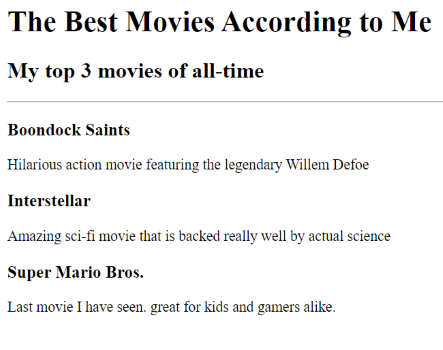 The Best Movies According to Me
My top 3 movies of all-time
Boondock Saints
Hilarious action movie featuring the legendary Willem Defoe
Interstellar
Amazing sci-fi movie that is backed really well by actual science
Super Mario Bros.
Last movie I have seen. great for kids and gamers alike.